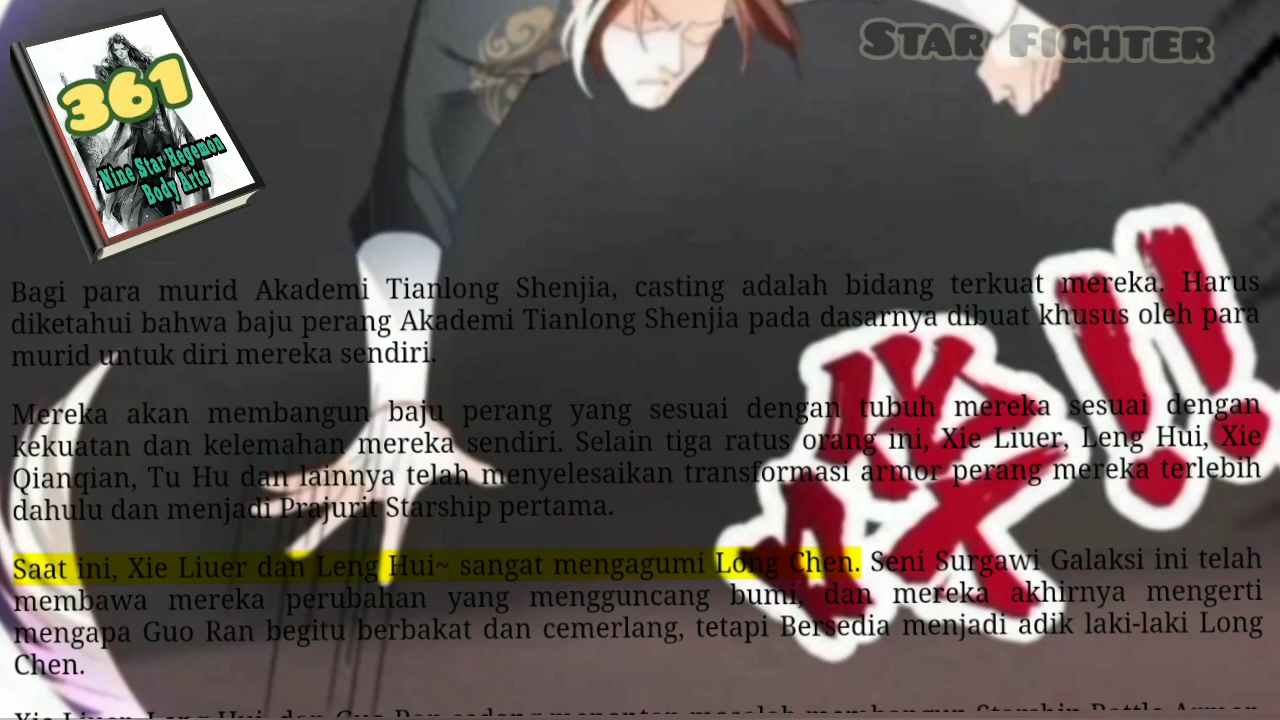 STAR FIGHTER
361
Nine Star Hegemon
Body Arts
Bagi para murid Akademi Tianlong Shenjia, casting adalah bidang terkuat mereka. Harus
diketahui bahwa baju perang Akademi Tianlong Shenjia pada dasarnya dibuat khusus oleh para
murid untuk diri mereka sendiri.
Mereka akan membangun baju perang yang sesuai dengan tubuh mereka sesuai dengan
kekuatan dan kelemahan mereka sendiri. Selain tiga ratus orang ini, Xie Liuer, Leng Hui, Xie
Qianqian, Tu Hu dan lainnya telah menyelesaikan transformasi armor perang mereka terlebih
dahulu dan menjadi Prajurit Starship pertama.
Saat ini, Xie Liuer dan Leng Hui~ sangat mengagumi Long Chen. Seni Surgawi Galaksi ini telah
membawa mereka perubahan yang mengguncang bumi, dan mereka akhirnya mengerti
mengapa Guo Ran begitu berbakat dan cemerlang, tetapi Bersedia menjadi adik laki-laki Long
Chen.
!!